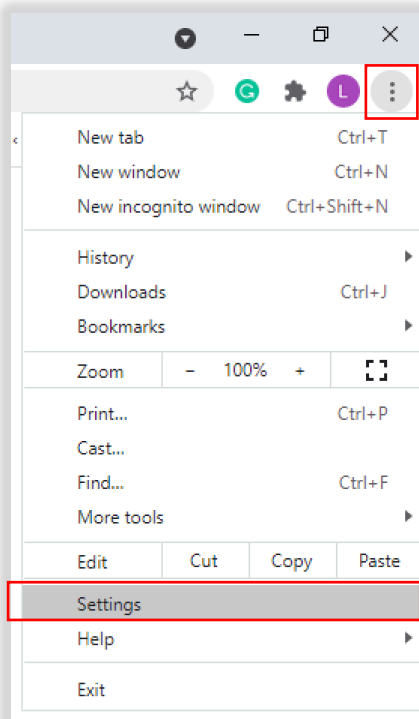 G L
New tab Ctrl+T
New window Ctrl+N
New incognito window Ctrl+Shift+N
History
Downloads Ctrl+J
Bookmarks
Zoom - 100% +
Print... Ctrl+P
Cast...
Find... Ctrl+F
More tools
Edit Cut Copy Paste
Settings
Help
Exit